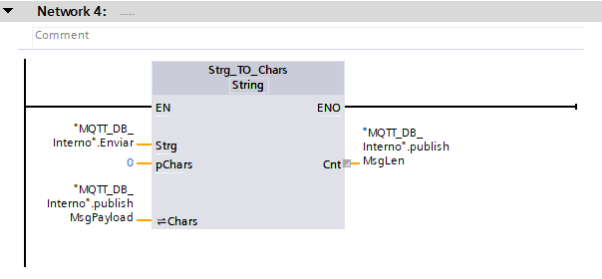 Network 4: .....
Comment
Strg_TO_Chars
String
EN
ENO
"MQTT_DB_
Interno".Enviar
Strg
0
pChars
"MQTT_DB_
Interno".publish
MsgPayload
Chars
"MQTT_DB_
Interno".publish
MsgLen
Cnt